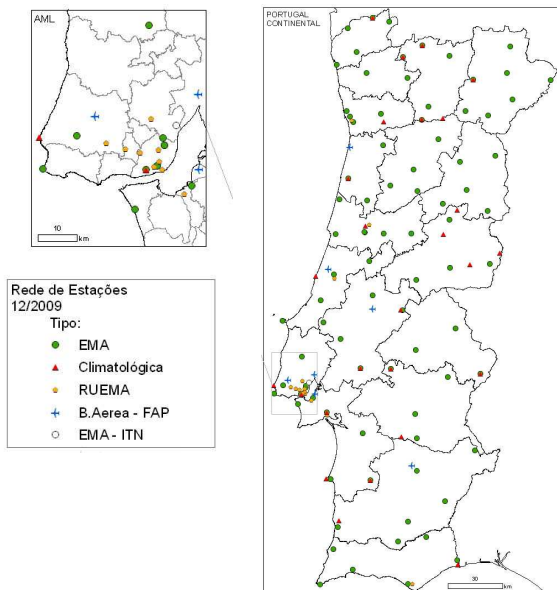 AML
10
km
PORTUGAL
CONTINENTAL
Rede de Estações
12/2009
Tipo:
EMA
Climatológica
RUEMA
B.Aerea - FAP
EMA - ITN
30
km